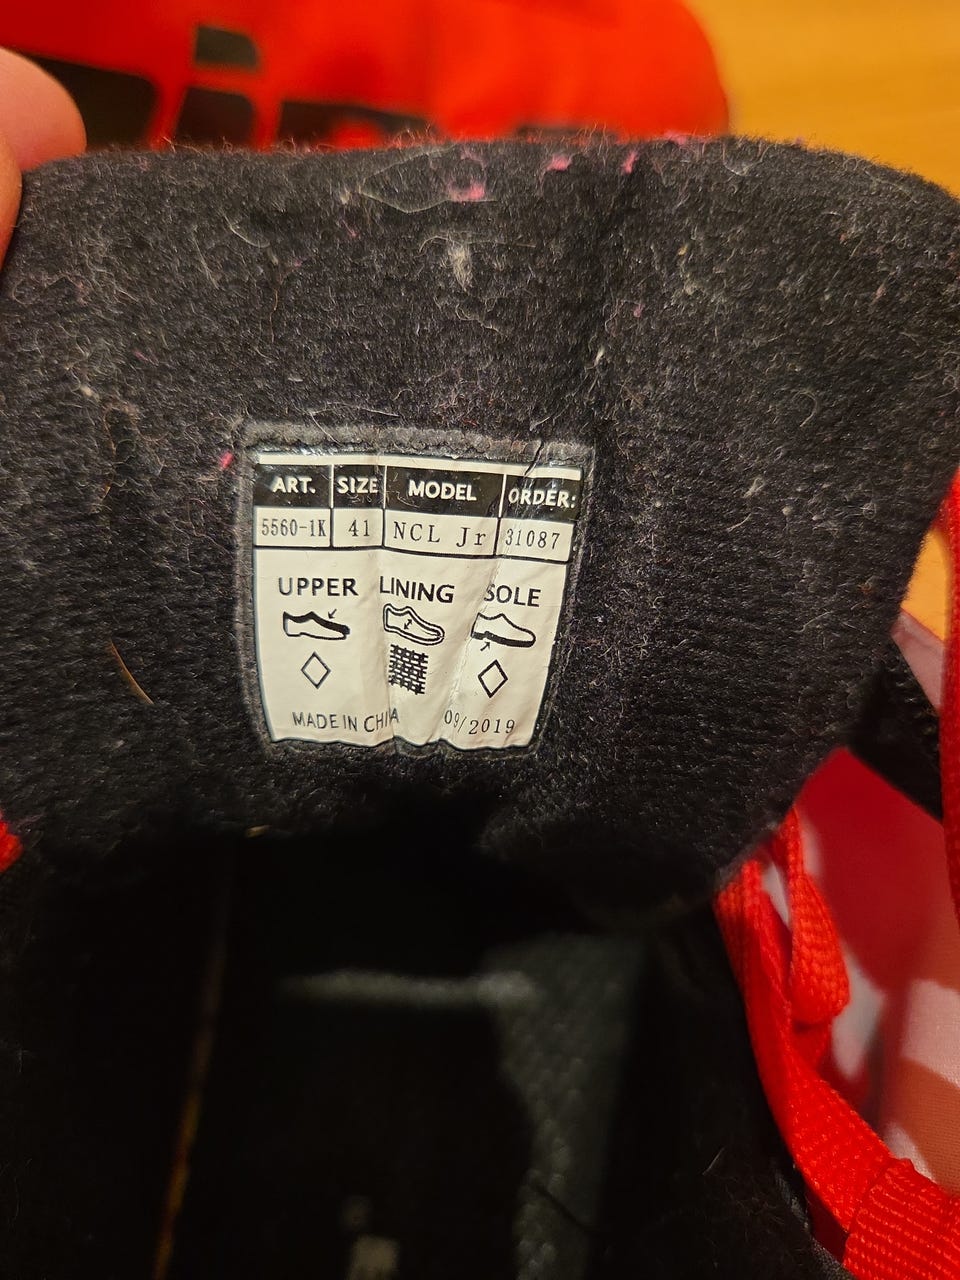 ART. SIZE MODEL ORDER:
5560-1K 41 NCL Jr 31087
UPPER LINING SOLE
MADE IN CHINA 09/2019